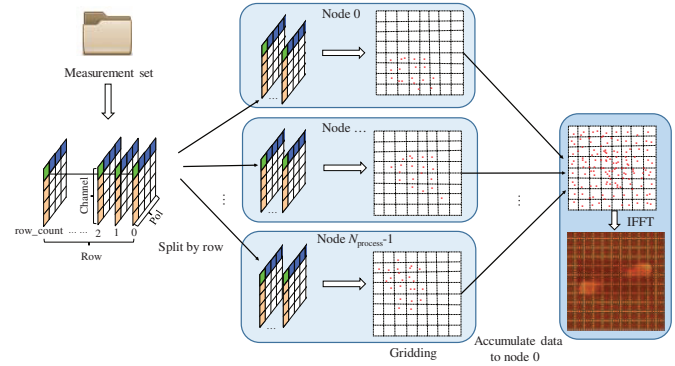 Node 0
Measurement set
...
Node ...
Channel
Pol
row_count ... ... 2 1 0
Row
Split by row
...
...
...
Node Nprocess-1
...
Gridding
IFFT
Accumulate data
to node 0